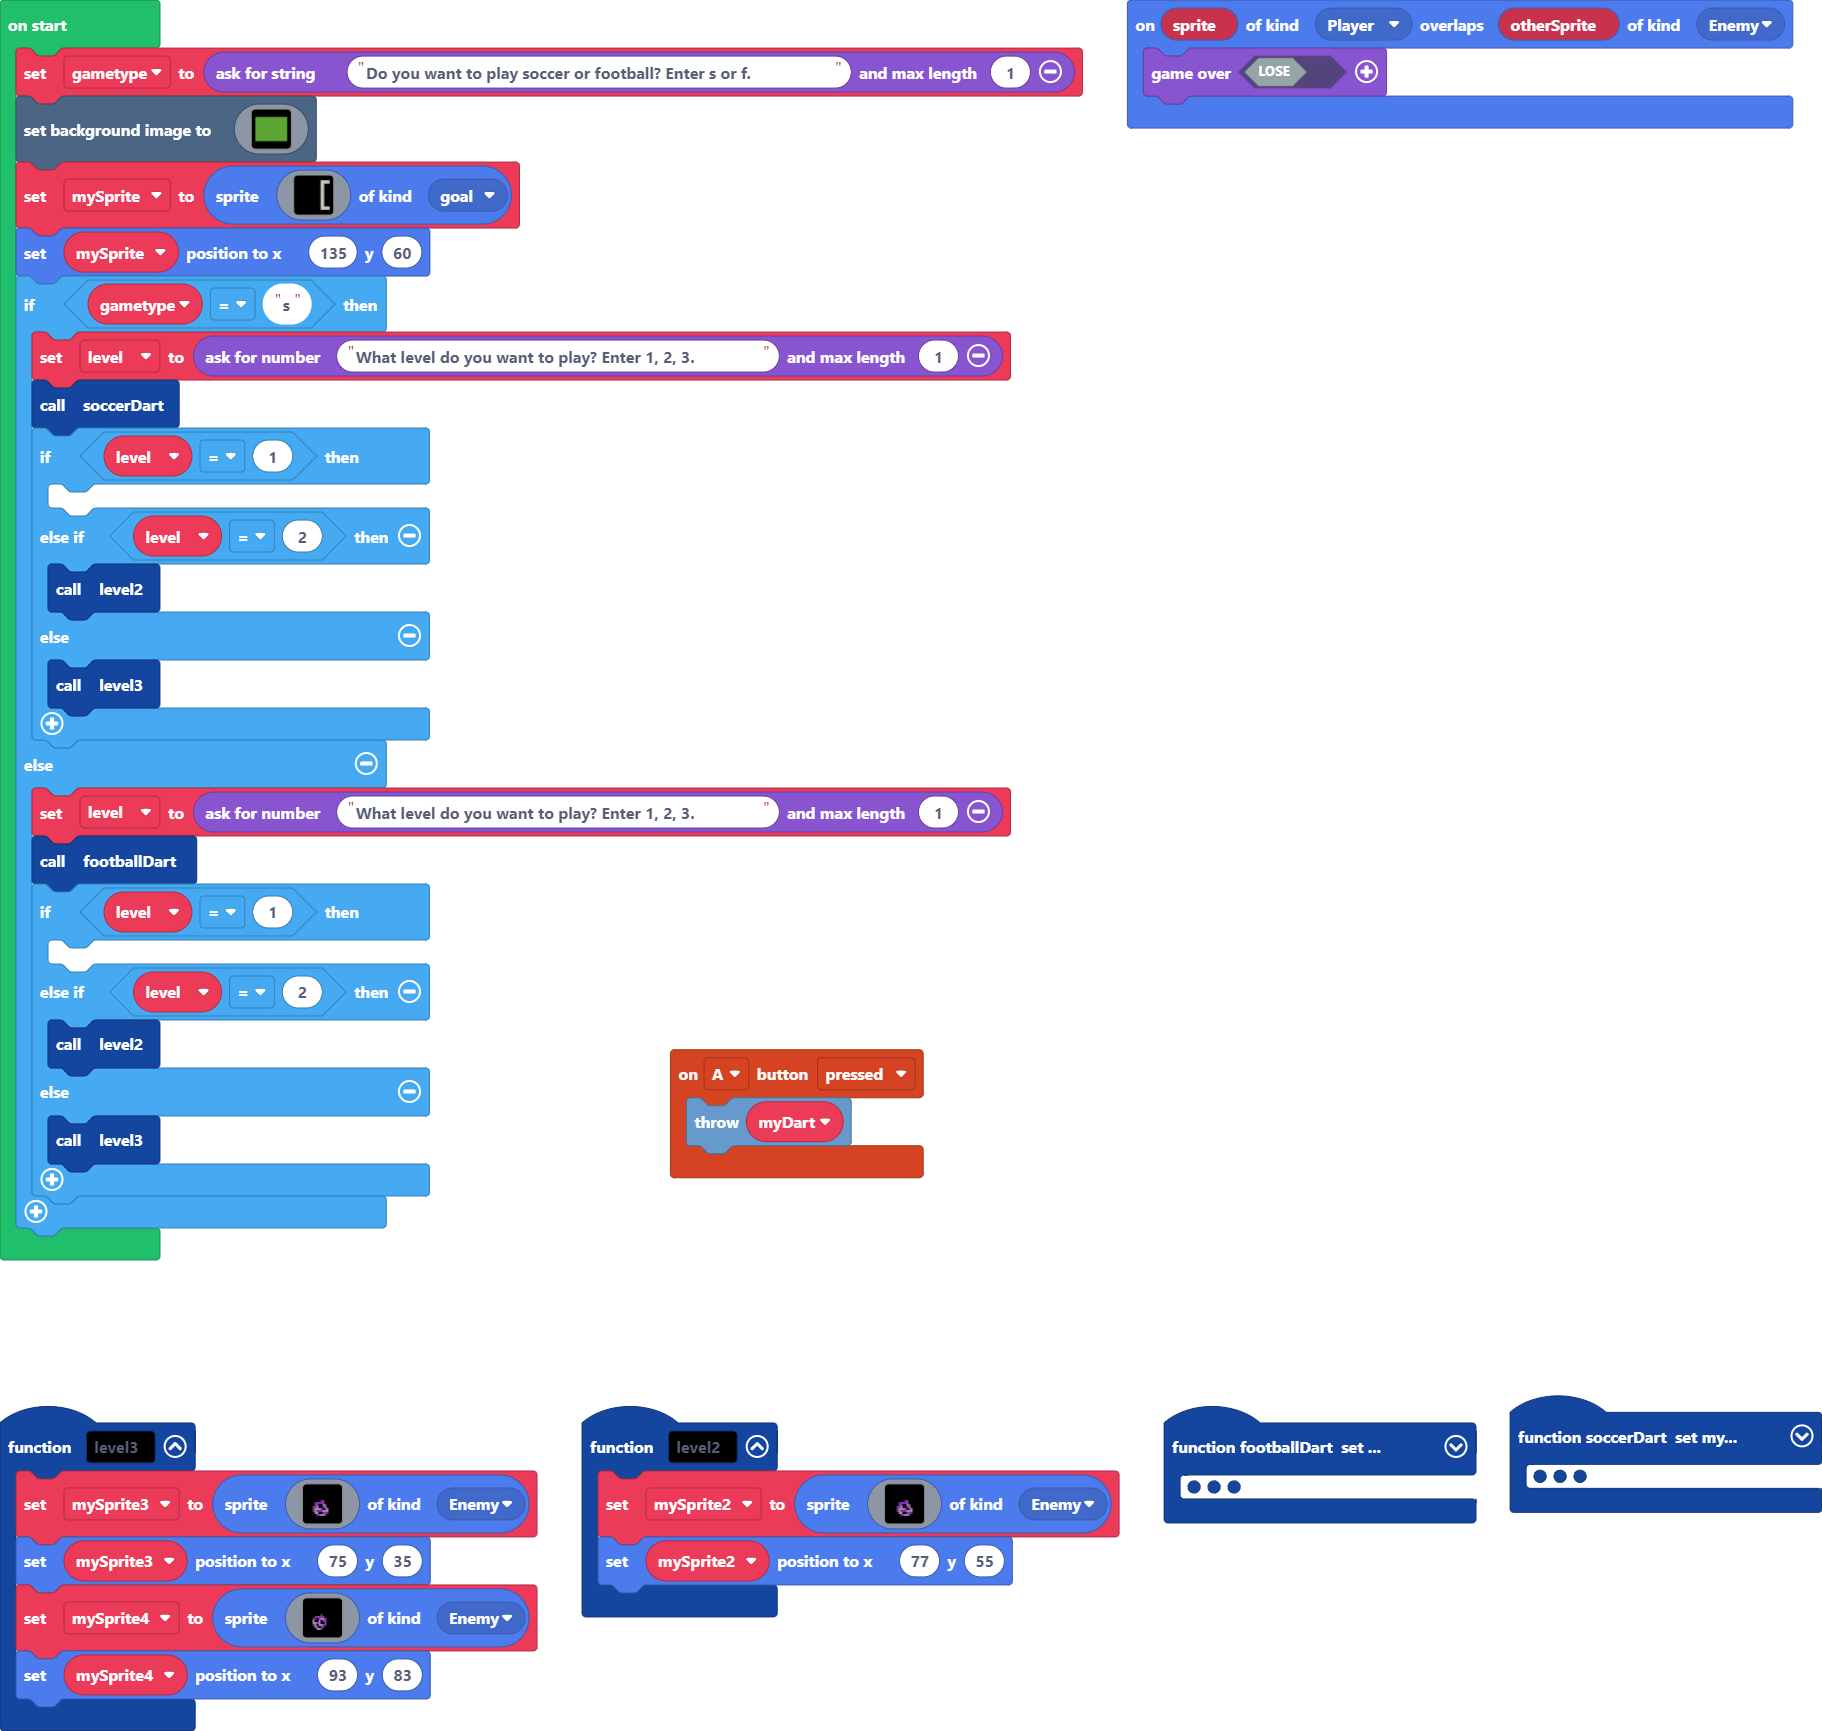 on start
set gametype to ask for string "Do you want to play soccer or football? Enter s or f. " and max length 1
set background image to
set mySprite to sprite of kind goal
set mySprite position to x 135 y 60
if gametype = "s" then
set level to ask for number "What level do you want to play? Enter 1, 2, 3. " and max length 1
call soccerDart
if level = 1 then
else if level = 2 then
call level2
else
call level3
else
set level to ask for number "What level do you want to play? Enter 1, 2, 3. " and max length 1
call footballDart
if level = 1 then
else if level = 2 then
call level2
else
call level3
on sprite of kind Player overlaps otherSprite of kind Enemy
game over LOSE
on A button pressed
throw myDart
function level3
set mySprite3 to sprite of kind Enemy
set mySprite3 position to x 75 y 35
set mySprite4 to sprite of kind Enemy
set mySprite4 position to x 93 y 83
function level2
set mySprite2 to sprite of kind Enemy
set mySprite2 position to x 77 y 55
function footballDart set ...
function soccerDart set my...